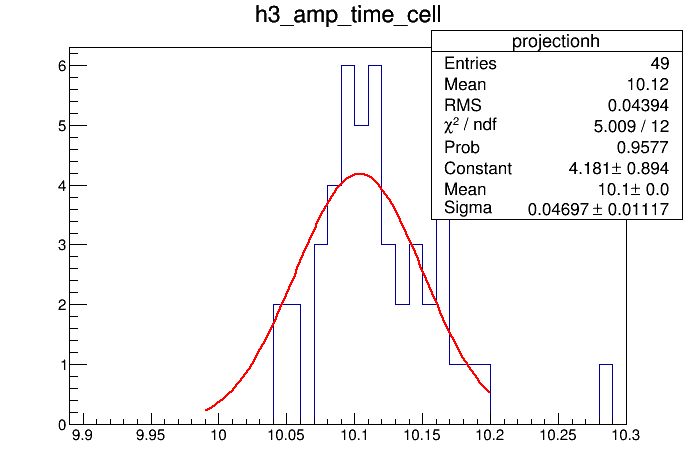 h3_amp_time_cell
projectionh
Entries 49
Mean 10.12
RMS 0.04394
χ² / ndf 5.009 / 12
Prob 0.9577
Constant 4.181± 0.894
Mean 10.1± 0.0
Sigma 0.04697 ± 0.01117
6
5
4
3
2
1
0
9.9 9.95 10 10.05 10.1 10.15 10.2 10.25 10.3